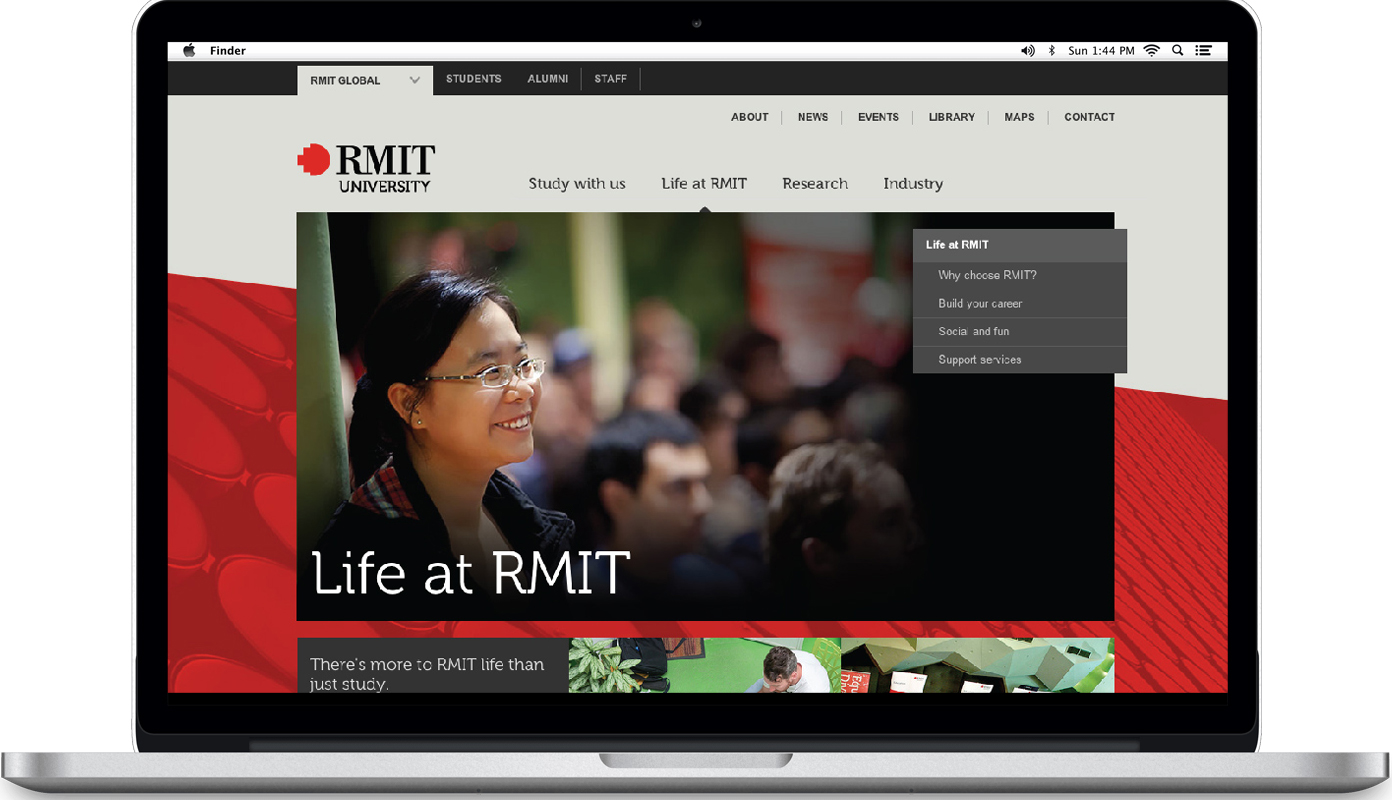 Finder
Sun 1:44 PM
RMIT GLOBAL
STUDENTS
ALUMNI
STAFF
ABOUT
NEWS
EVENTS
LIBRARY
MAPS
CONTACT
RMIT
UNIVERSITY
Study with us
Life at RMIT
Research
Industry
Life at RMIT
Why choose RMIT?
Build your career
Social and fun
Support services
Life at RMIT
There's more to RMIT life than
just study.